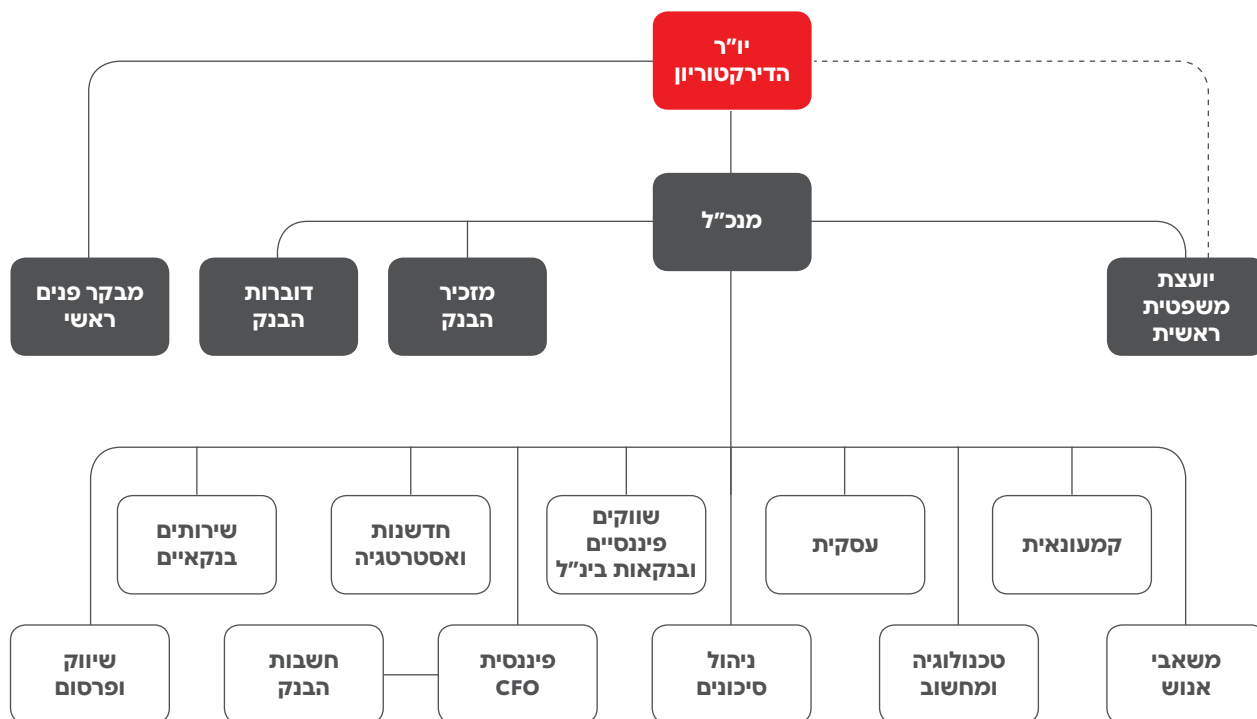 יו"ר
הדירקטוריון
מנכ"ל
יועצת
משפטית
ראשית
מזכיר
הבנק
דוברות
הבנק
מבקר פנים
ראשי
קמעונאית
עסקית
שווקים
פיננסיים
ובנקאות בינ"ל
חדשנות
ואסטרטגיה
שירותים
בנקאיים
משאבי
אנוש
טכנולוגיה
ומחשוב
ניהול
סיכונים
פיננסית
CFO
חשבות
הבנק
שיווק
ופרסום